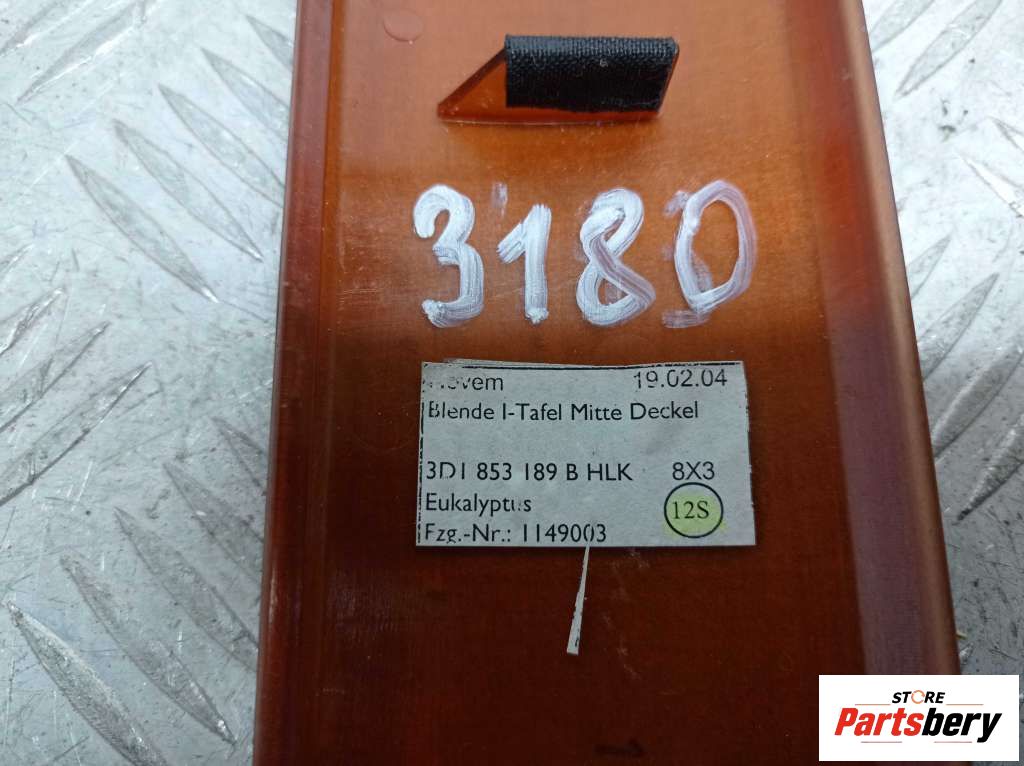 3180
19.02.04
Blende I-Tafel Mitte Deckel
3D1 853 189 B HLK 8X3
Eukalyptus
12S
Fzg.-Nr.: 1149003
STORE
Partsbery